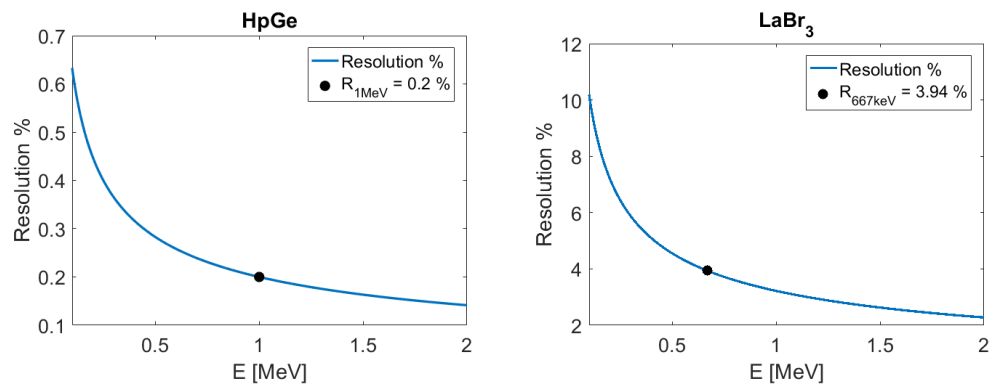 HpGe
0.7
0.6
0.5
0.4
0.3
0.2
0.1
Resolution %
Resolution %
R1MeV = 0.2 %
0.5
1
1.5
2
E [MeV]
LaBr3
12
10
8
6
4
2
Resolution %
Resolution %
R667keV = 3.94 %
0.5
1
1.5
2
E [MeV]